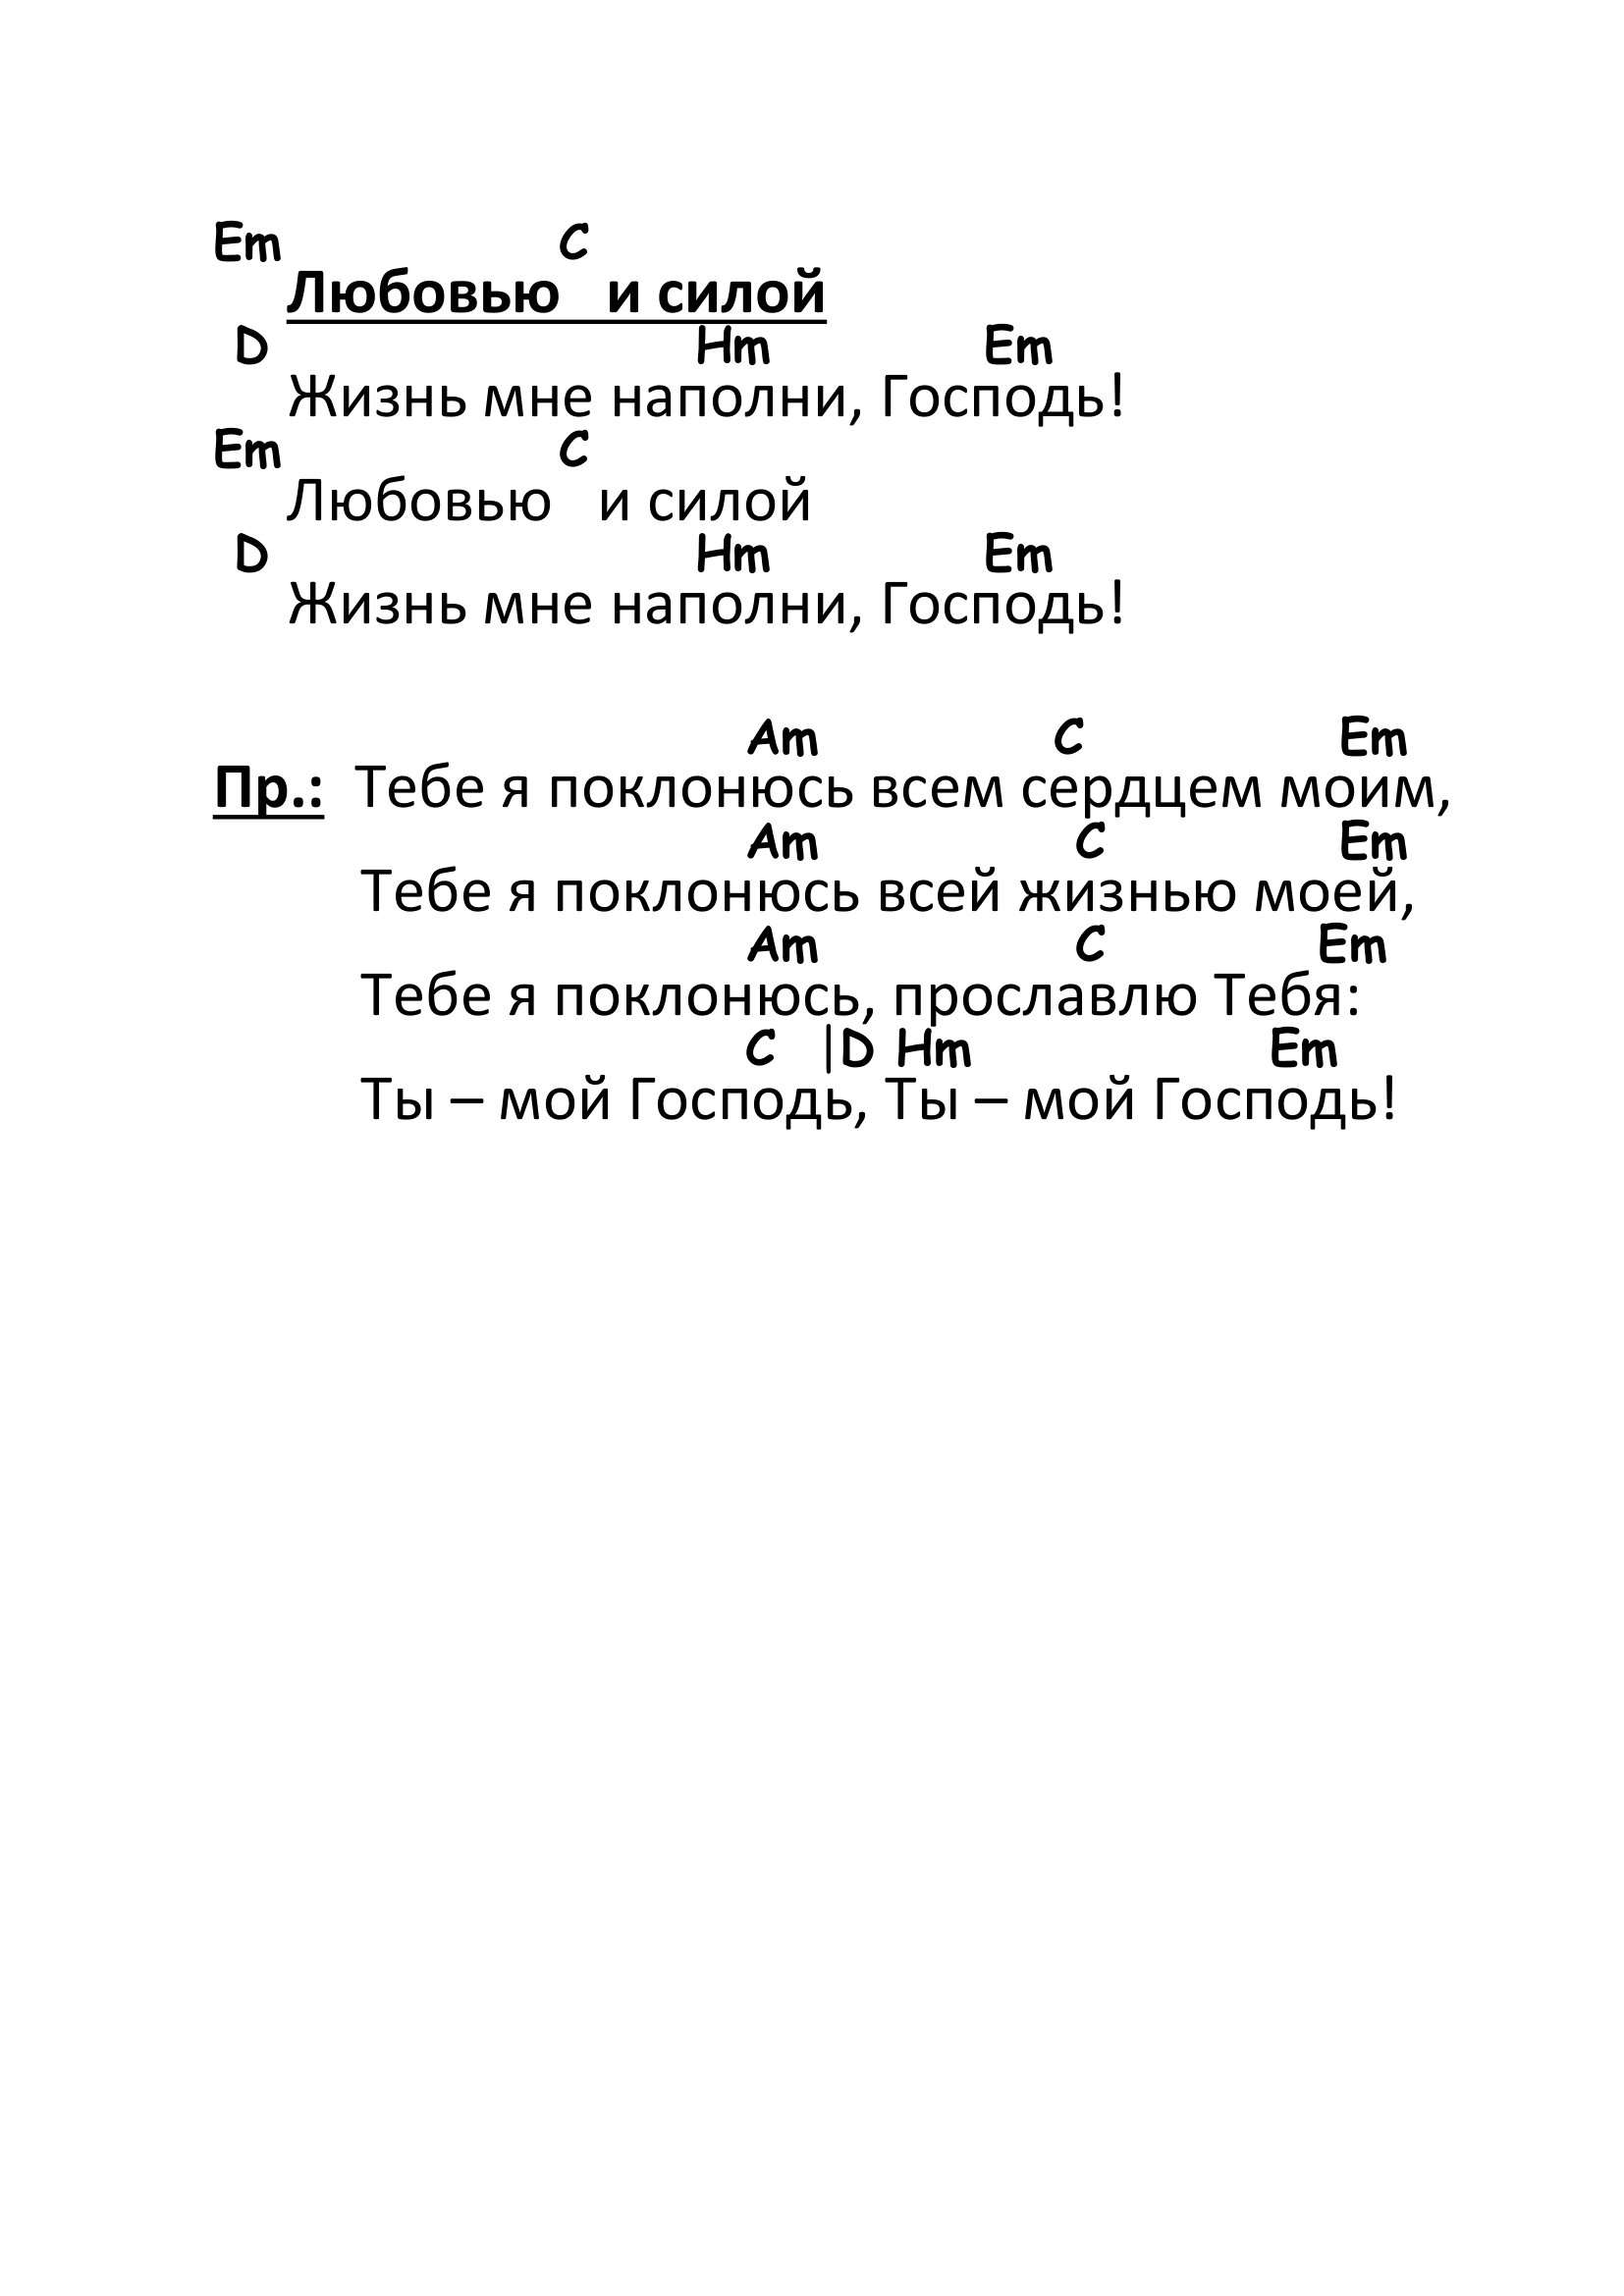 Em C
Любовью и силой
D Hm Em
Жизнь мне наполни, Господь!
Em C
Любовью и силой
D Hm Em
Жизнь мне наполни, Господь!
Am C Em
Пр.: Тебе я поклонюсь всем сердцем моим,
Am C Em
Тебе я поклонюсь всей жизнью моей,
Am C Em
Тебе я поклонюсь, прославлю Тебя:
C |D Hm Em
Ты – мой Господь, Ты – мой Господь!